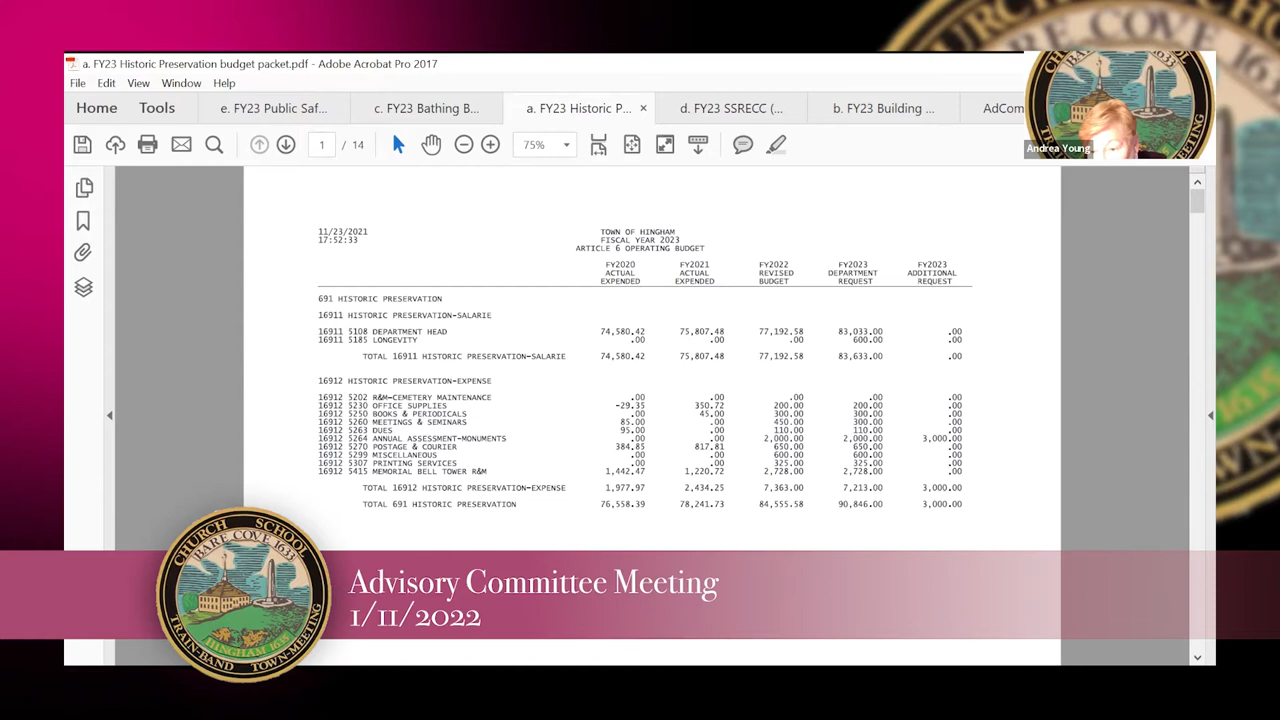 a. FY23 Historic Preservation budget packet.pdf - Adobe Acrobat Pro 2017
File Edit View Window Help
Home Tools e. FY23 Public Saf... c. FY23 Bathing B... a. FY23 Historic P... × d. FY23 SSRECC (... b. FY23 Building ... AdCom
1 / 14 75%
Andrea Young
11/23/2021 TOWN OF HINGHAM
17:52:33 FISCAL YEAR 2023
ARTICLE 6 OPERATING BUDGET
FY2020 FY2021 FY2022 FY2023 FY2023
ACTUAL ACTUAL REVISED DEPARTMENT ADDITIONAL
EXPENDED EXPENDED BUDGET REQUEST REQUEST
691 HISTORIC PRESERVATION
16911 HISTORIC PRESERVATION-SALARIE
16911 5108 DEPARTMENT HEAD 74,580.42 75,807.48 77,192.58 83,033.00 .00
16911 5185 LONGEVITY .00 .00 .00 600.00 .00
TOTAL 16911 HISTORIC PRESERVATION-SALARIE 74,580.42 75,807.48 77,192.58 83,633.00 .00
16912 HISTORIC PRESERVATION-EXPENSE
16912 5202 R&M-CEMETERY MAINTENANCE .00 .00 .00 .00 .00
16912 5230 OFFICE SUPPLIES -29.35 350.72 200.00 200.00 .00
16912 5250 BOOKS & PERIODICALS .00 45.00 300.00 300.00 .00
16912 5260 MEETINGS & SEMINARS 85.00 .00 450.00 300.00 .00
16912 5263 DUES 95.00 .00 110.00 110.00 .00
16912 5264 ANNUAL ASSESSMENT-MONUMENTS .00 .00 2,000.00 2,000.00 3,000.00
16912 5270 POSTAGE & COURIER 384.85 817.81 650.00 650.00 .00
16912 5299 MISCELLANEOUS .00 .00 600.00 600.00 .00
16912 5307 PRINTING SERVICES .00 .00 325.00 325.00 .00
16912 5415 MEMORIAL BELL TOWER R&M 1,442.47 1,220.72 2,728.00 2,728.00 .00
TOTAL 16912 HISTORIC PRESERVATION-EXPENSE 1,977.97 2,434.25 7,363.00 7,213.00 3,000.00
TOTAL 691 HISTORIC PRESERVATION 76,558.39 78,241.73 84,555.58 90,846.00 3,000.00
CHURCH SCHOOL
BARE COVE 1633
HINGHAM 1635
TRAIN-BAND TOWN-MEETING
Advisory Committee Meeting
1/11/2022